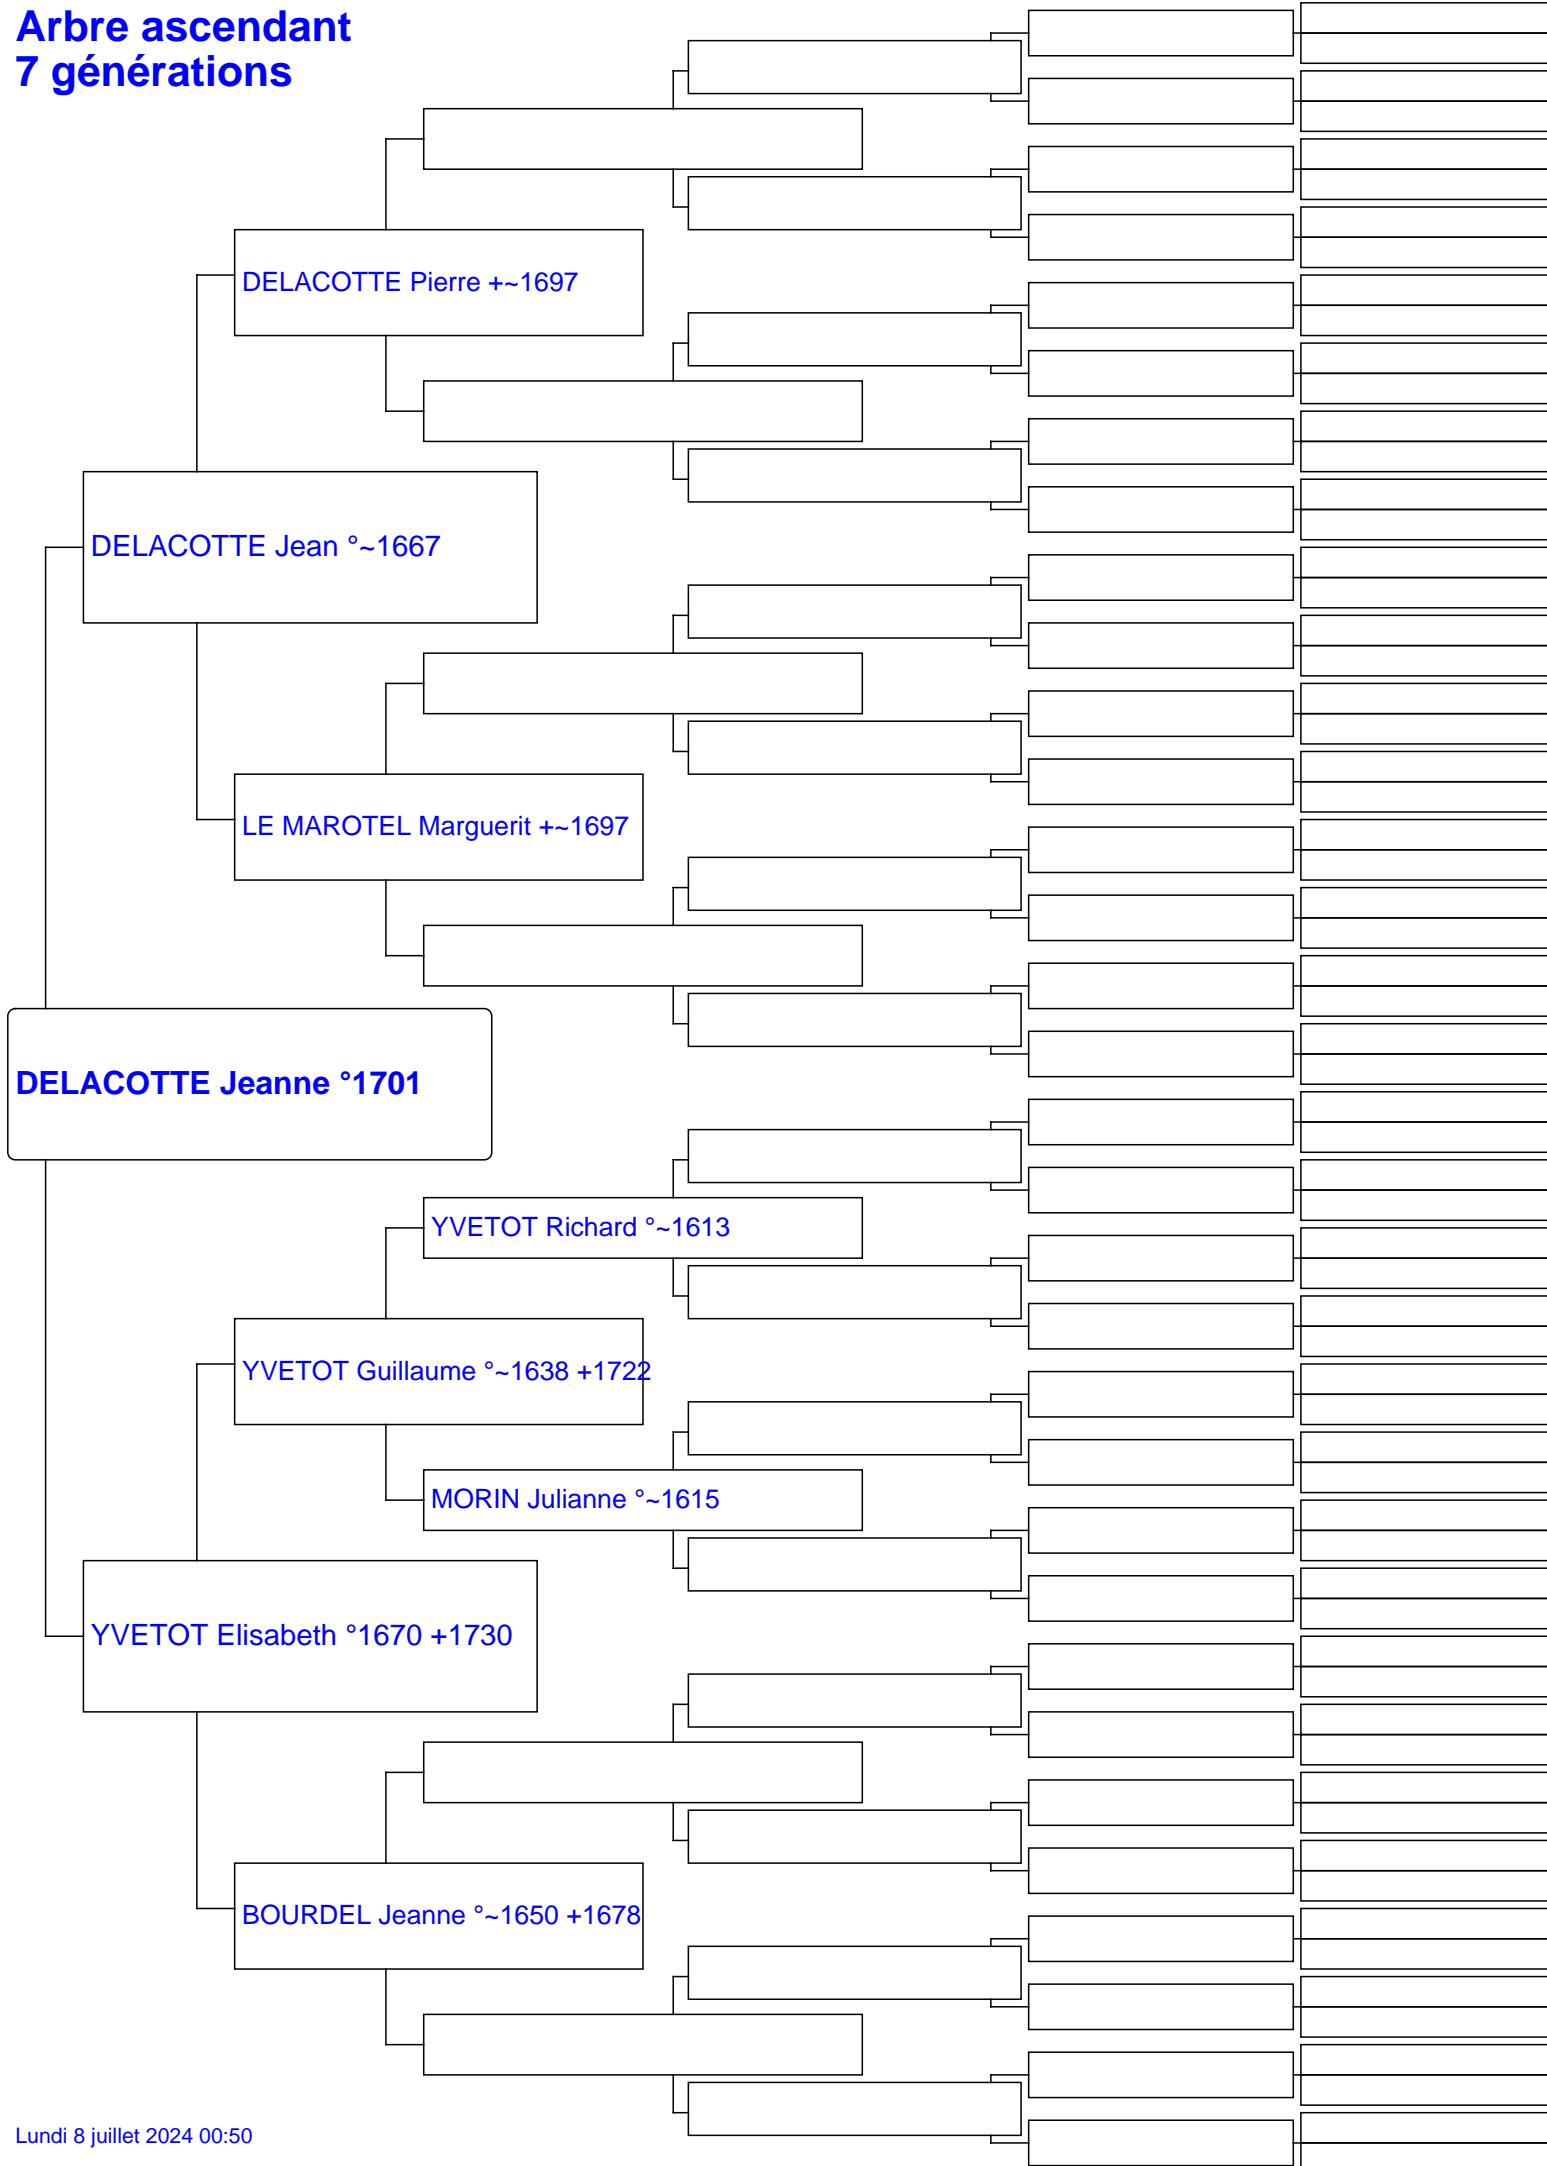 Arbre ascendant
7 générations
DELACOTTE Pierre +~1697
DELACOTTE Jean °~1667
LE MAROTEL Marguerit +~1697
DELACOTTE Jeanne °1701
YVETOT Richard °~1613
YVETOT Guillaume °~1638 +1722
MORIN Julianne °~1615
YVETOT Elisabeth °1670 +1730
BOURDEL Jeanne °~1650 +1678
Lundi 8 juillet 2024 00:50